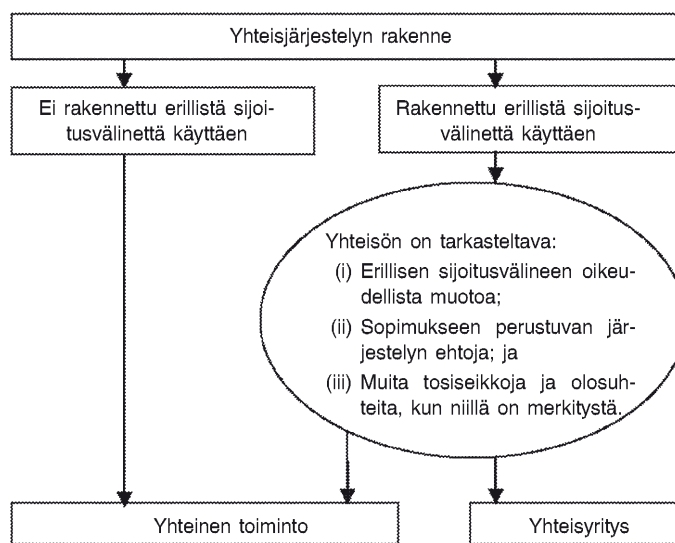 Yhteisjärjestelyn rakenne
Ei rakennettu erillistä sijoi-
tusvälinettä käyttäen
Rakennettu erillistä sijoitus-
välinettä käyttäen
Yhteisön on tarkasteltava:
(i) Erillisen sijoitusvälineen oikeu-
dellista muotoa;
(ii) Sopimukseen perustuvan jär-
jestelyn ehtoja; ja
(iii) Muita tosiseikkoja ja olosuh-
teita, kun niillä on merkitystä.
Yhteinen toiminto
Yhteisyritys